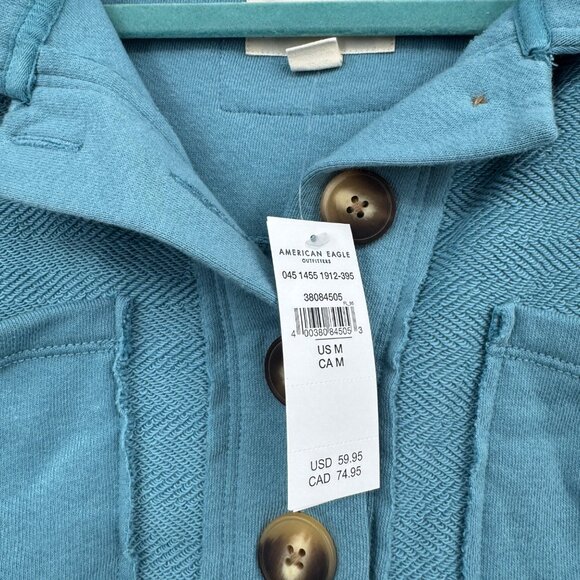 AMERICAN EAGLE
OUTFITTERS
045 1455 1912-395
38084505
FL_35
4 00380 84505 3
US M
CA M
USD 59.95
CAD 74.95